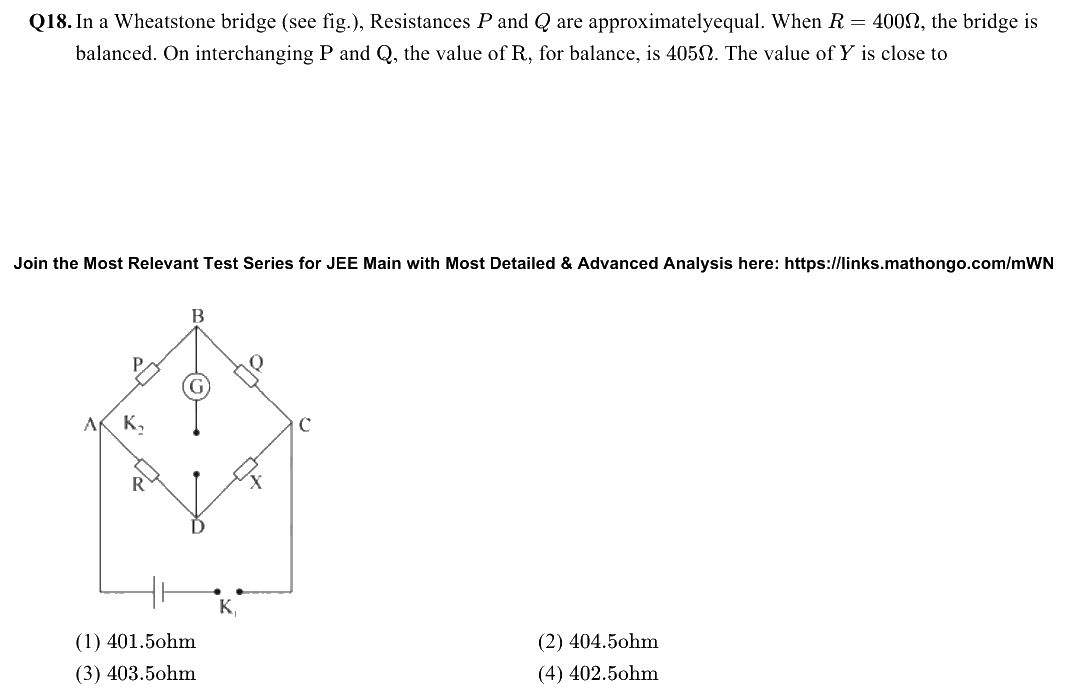 Q18. In a Wheatstone bridge (see fig.), Resistances P and Q are approximatelyequal. When R = 400Ω, the bridge is
balanced. On interchanging P and Q, the value of R, for balance, is 405Ω. The value of Y is close to
Join the Most Relevant Test Series for JEE Main with Most Detailed & Advanced Analysis here: https://links.mathongo.com/mWN
B
P
Q
G
A
K₂
C
R
X
D
K₁
(1) 401.5ohm
(2) 404.5ohm
(3) 403.5ohm
(4) 402.5ohm